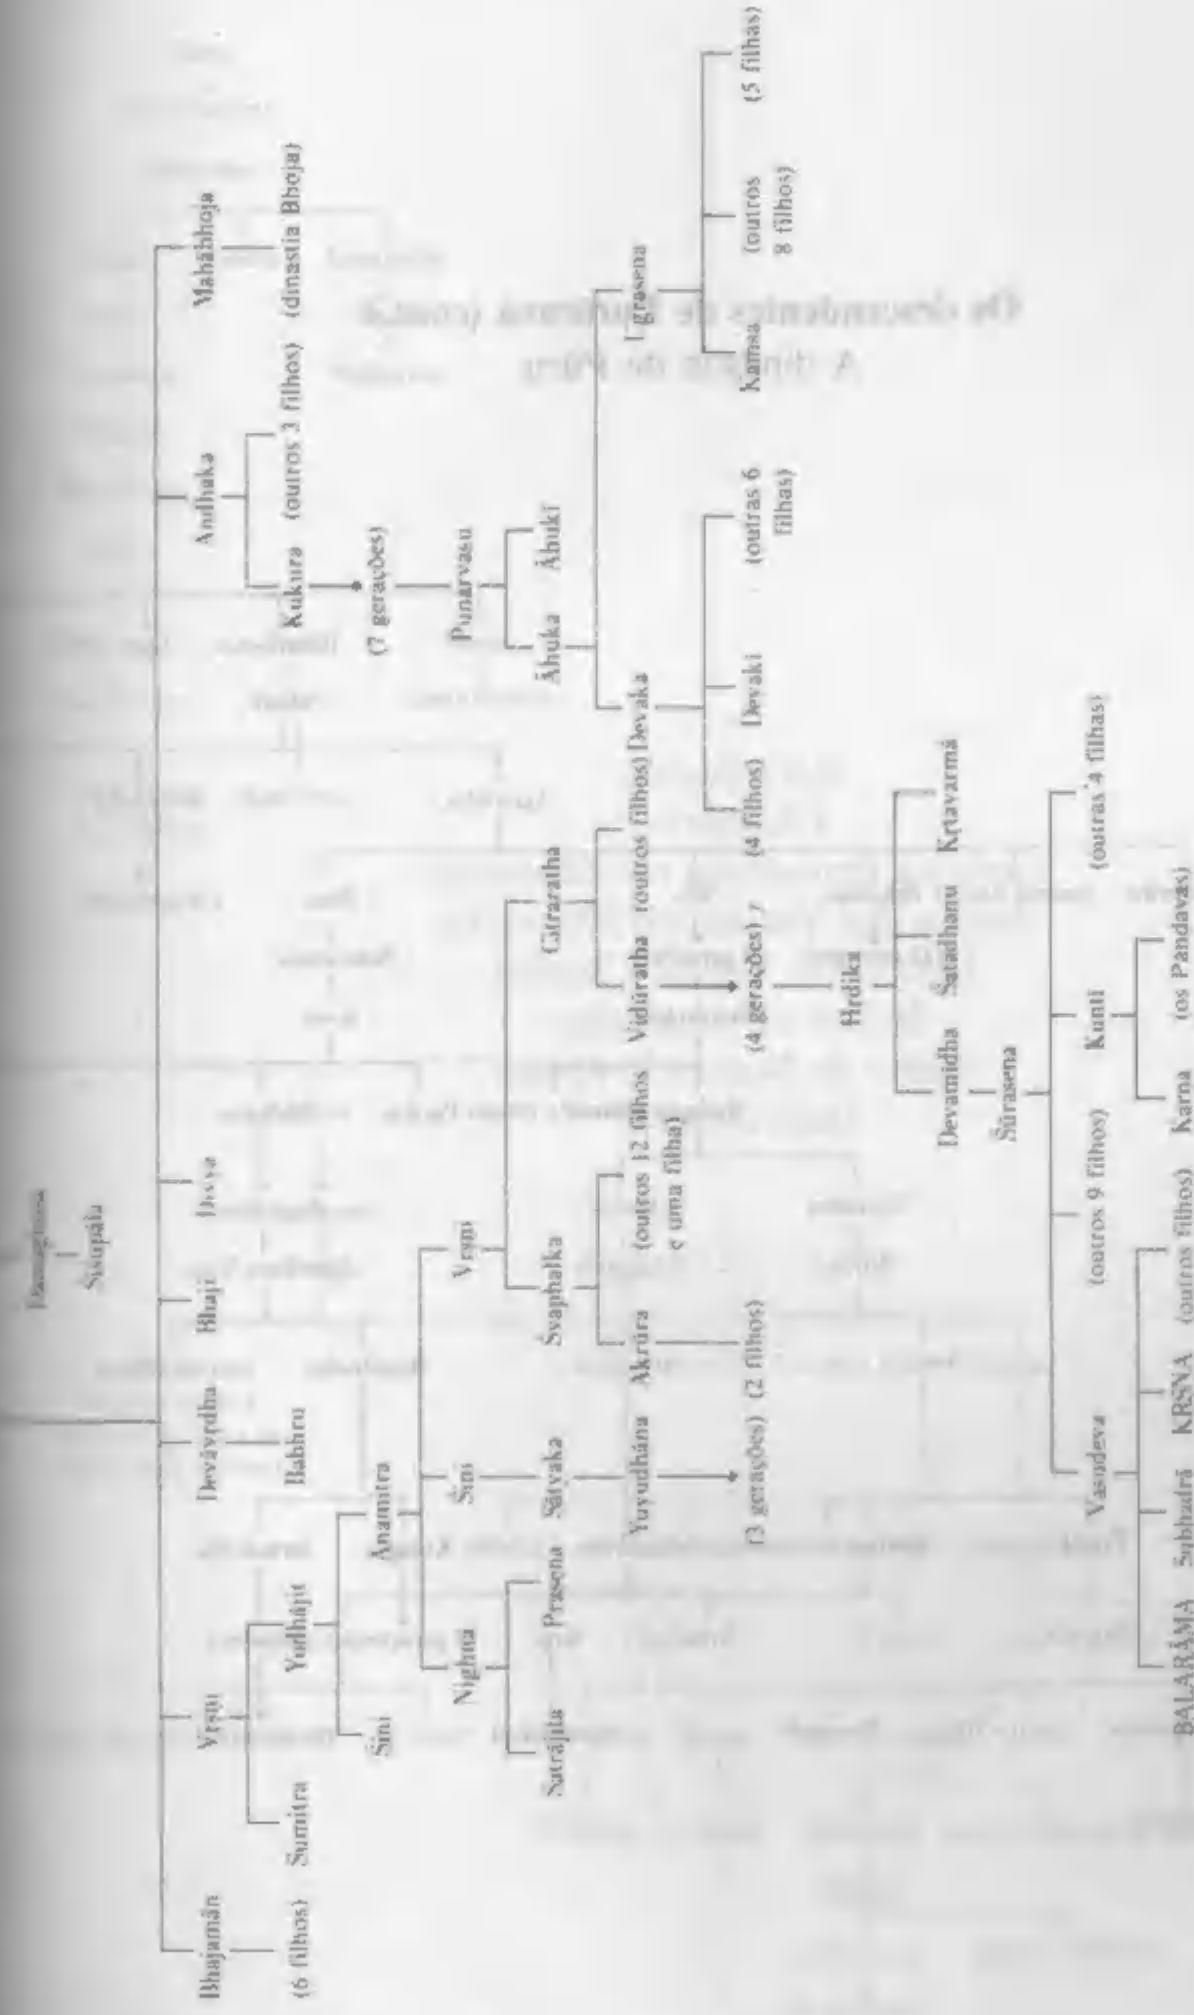 Śiśupāla
Bhajamān Vṛṣṇi Devāvṛdha Bhaji Divya Andhaka Mahābhoja
(6 filhos) Sumitra Yudhājit Babhru Kukura (outros 3 filhos) (dinastia Bhoja)
Śini Anamitra (7 gerações)
Nighna Śini Vṛṣṇi Punarvasu
Satrājita Prasena Sātyaka Śvaphalka Citraratha Āhuka Āhukī
Yuyudhāna Akrūra (outros 12 filhos Vidūratha (outros filhos) Devaka Ugrasena
e uma filha)
(3 gerações) (2 filhos) (4 gerações) (4 filhos) Devakī (outras 6 Kaṁsa (outros (5 filhas)
filhas) 8 filhos)
Hṛdika
Devamidha Śatadhanu Kṛtavarmā
Śūrasena
Vasudeva (outros 9 filhos) Kuntī (outras 4 filhas)
BALARĀMA Subhadrā KṚṢṆA (outros filhos) Karṇa (os Pāṇḍavas)